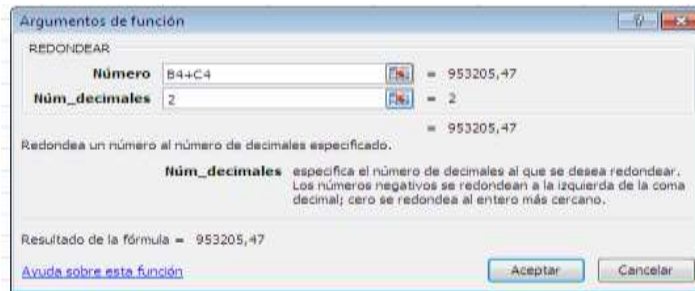 Argumentos de función
REDONDEAR
Número B4+C4 = 953205,47
Núm_decimales 2 = 2
= 953205,47
Redondea un número al número de decimales especificado.
Núm_decimales especifica el número de decimales al que se desea redondear.
Los números negativos se redondean a la izquierda de la coma
decimal; cero se redondea al entero más cercano.
Resultado de la fórmula = 953205,47
Ayuda sobre esta función Aceptar Cancelar